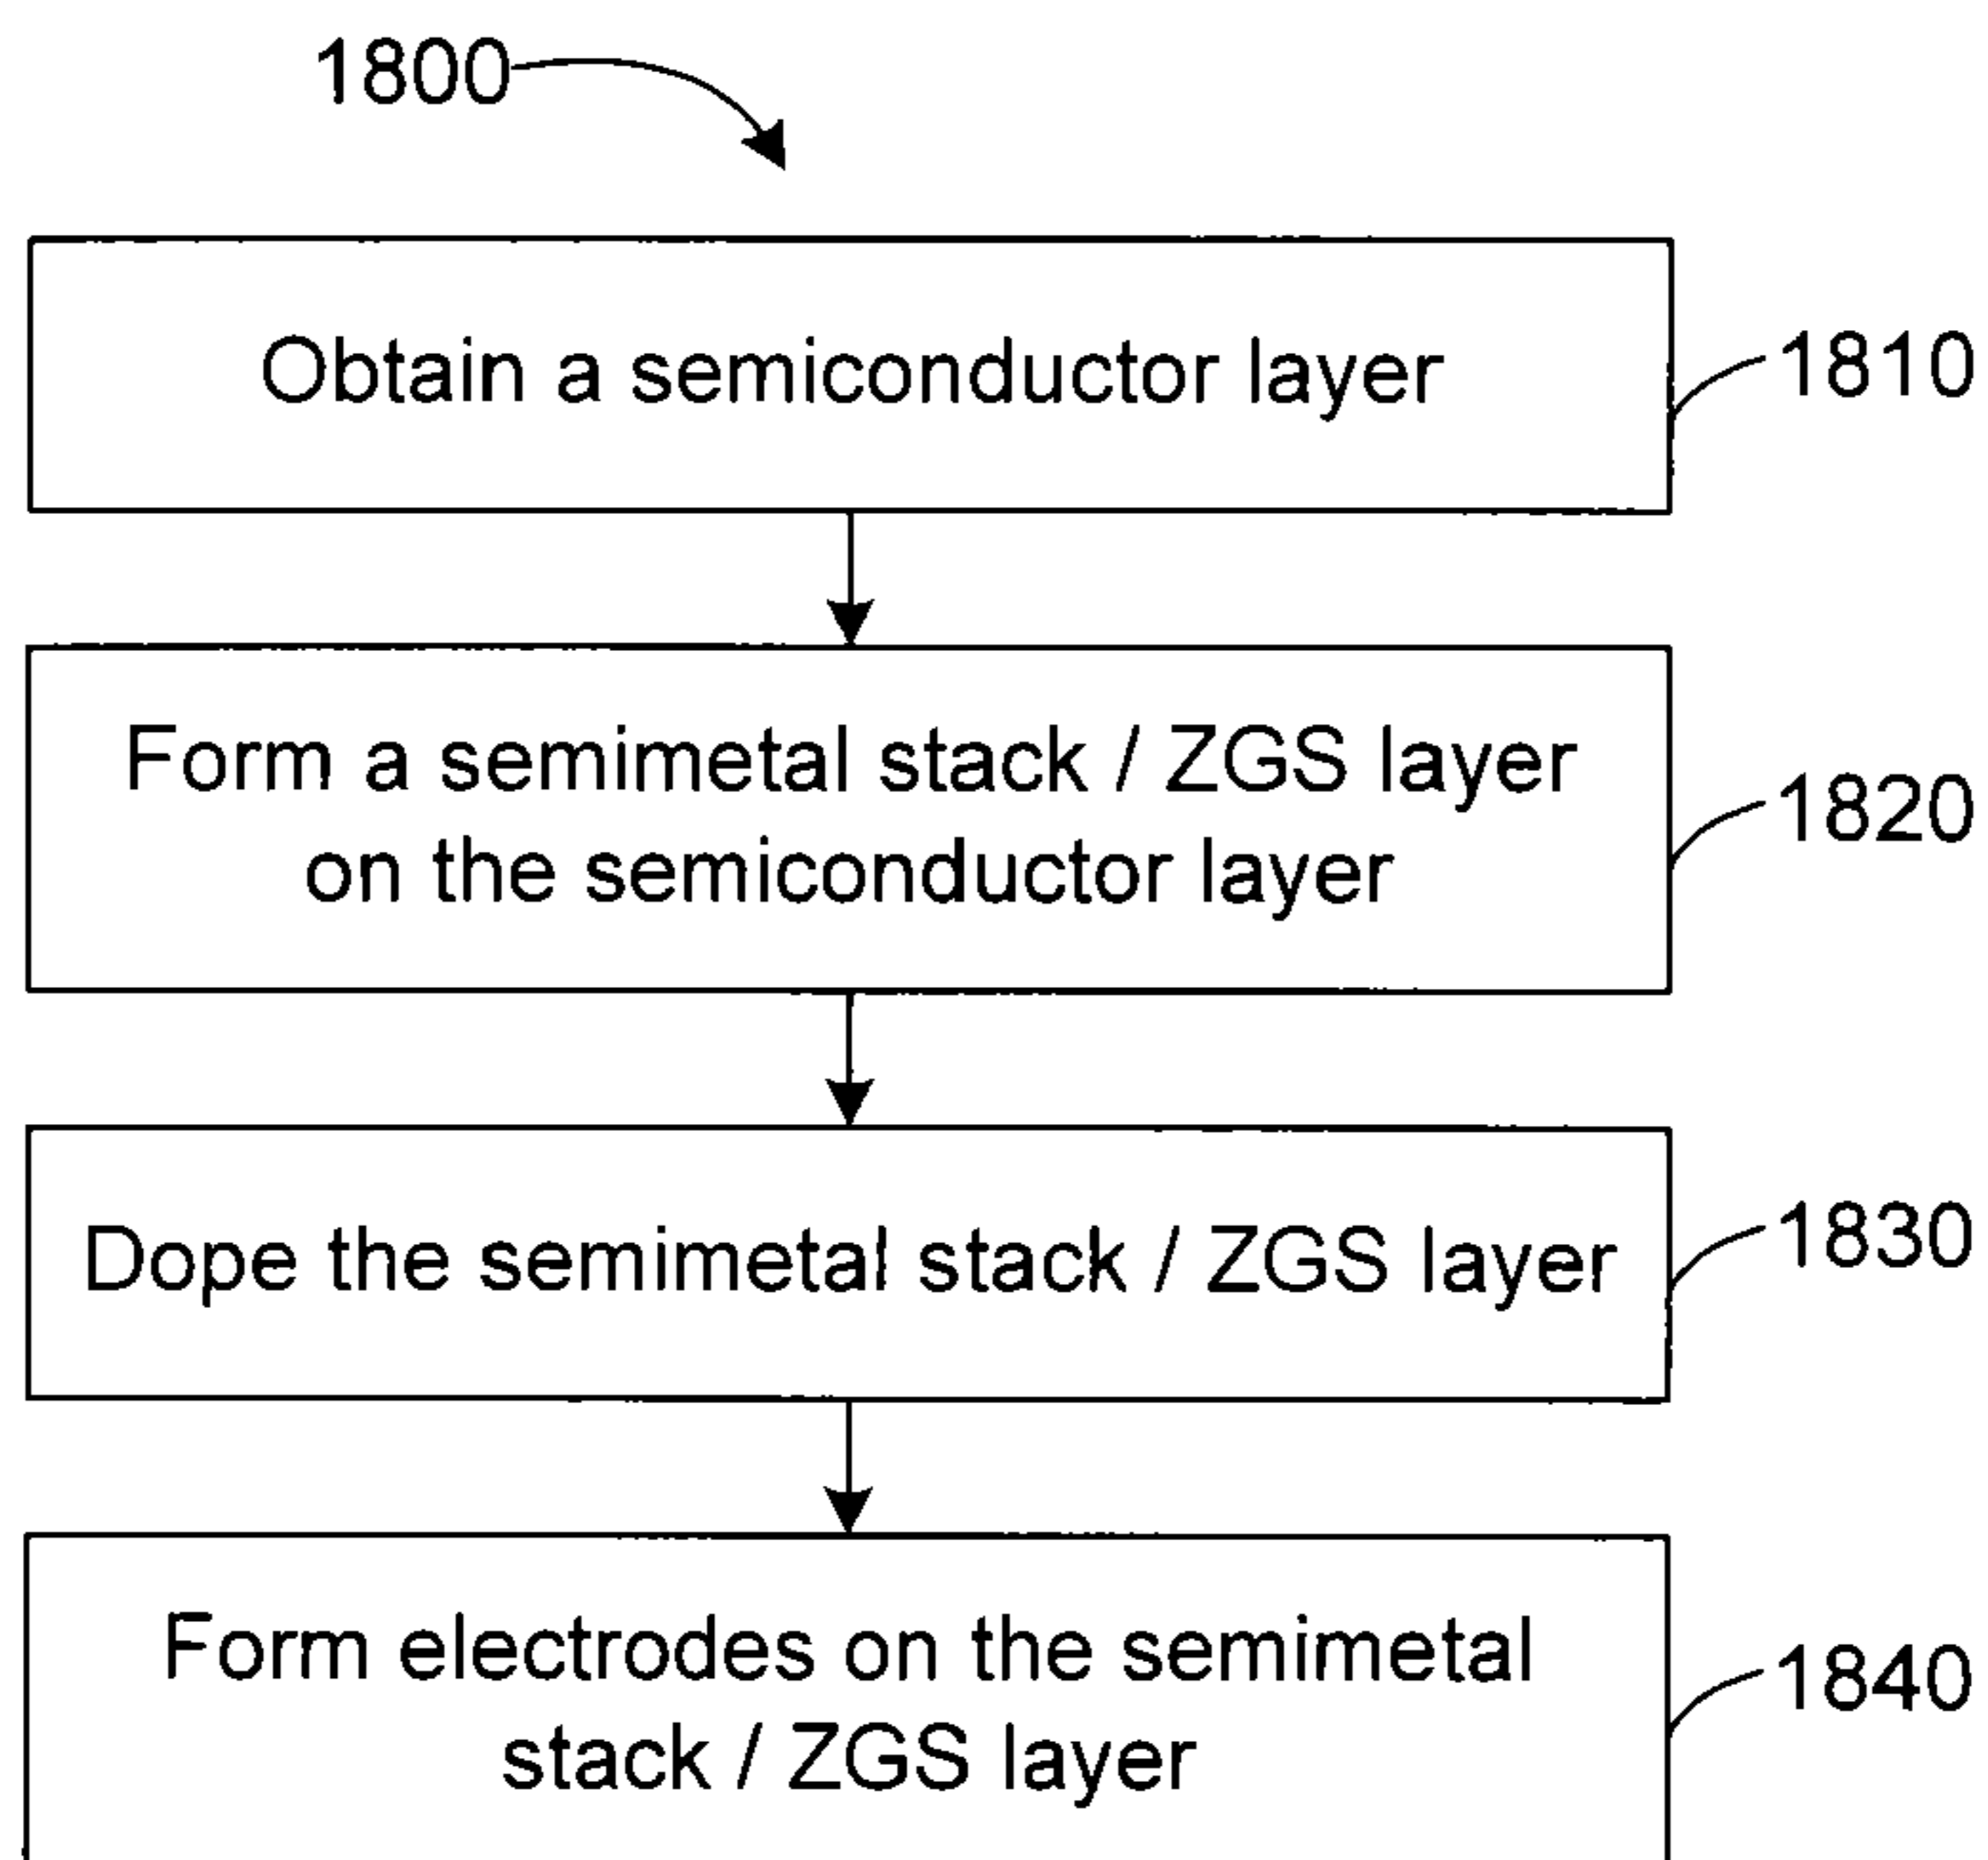 1800
Obtain a semiconductor layer
1810
Form a semimetal stack / ZGS layer
on the semiconductor layer
1820
Dope the semimetal stack / ZGS layer
1830
Form electrodes on the semimetal
stack / ZGS layer
1840